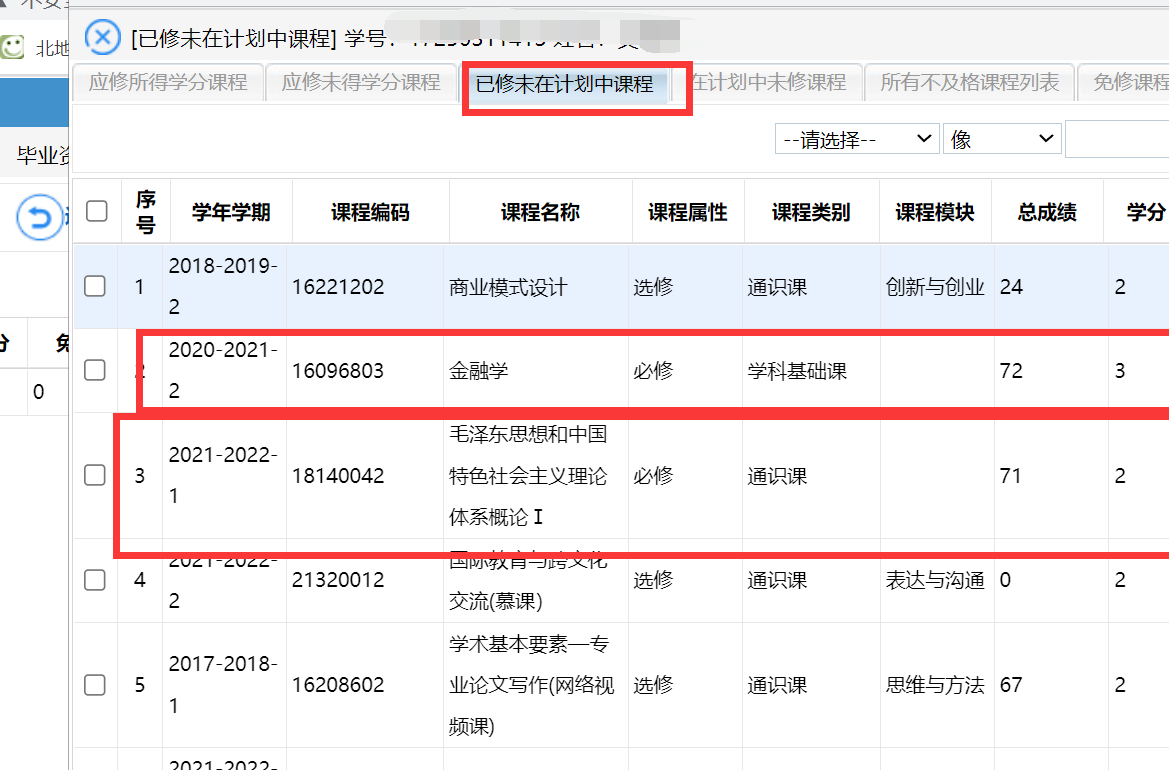 北地
[已修未在计划中课程] 学号:
应修所得学分课程 应修未得学分课程 已修未在计划中课程 在计划中未修课程 所有不及格课程列表 免修课程
--请选择-- 像
毕业资
序号 学年学期 课程编码 课程名称 课程属性 课程类别 课程模块 总成绩 学分
1 2018-2019-2 16221202 商业模式设计 选修 通识课 创新与创业 24 2
分 免
0
2 2020-2021-2 16096803 金融学 必修 学科基础课 72 3
3 2021-2022-1 18140042 毛泽东思想和中国
特色社会主义理论
体系概论Ⅰ 必修 通识课 71 2
4 2021-2022-2 21320012 国际教育与跨文化
交流(慕课) 选修 通识课 表达与沟通 0 2
5 2017-2018-1 16208602 学术基本要素—专
业论文写作(网络视
频课) 选修 通识课 思维与方法 67 2
2021-2022-